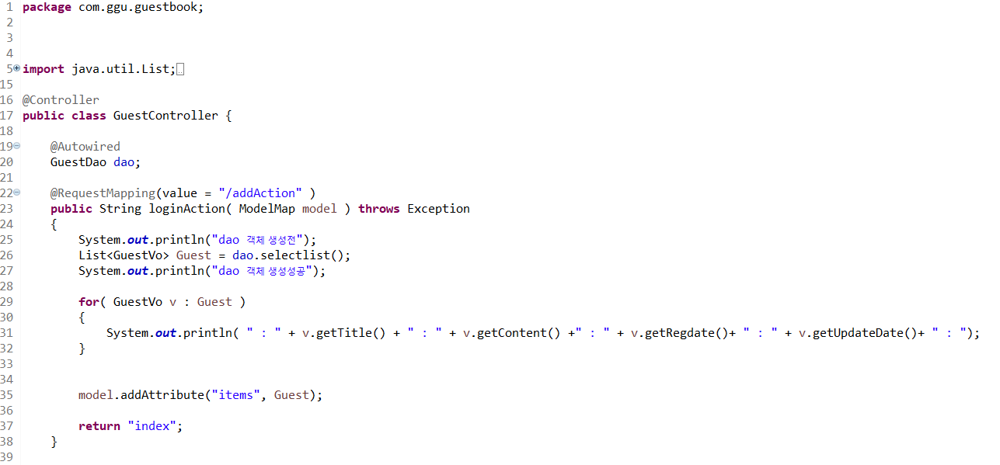 1 package com.ggu.guestbook;
2
3
4
5 import java.util.List;
15
16 @Controller
17 public class GuestController {
18
19 @Autowired
20 GuestDao dao;
21
22 @RequestMapping(value = "/addAction" )
23 public String loginAction( ModelMap model ) throws Exception
24 {
25 System.out.println("dao 객체 생성전");
26 List<GuestVo> Guest = dao.selectlist();
27 System.out.println("dao 객체 생성성공");
28
29 for( GuestVo v : Guest )
30 {
31 System.out.println( " : " + v.getTitle() + " : " + v.getContent() +" : " + v.getRegdate()+ " : " + v.getUpdateDate()+ " : ");
32 }
33
34
35 model.addAttribute("items", Guest);
36
37 return "index";
38 }
39